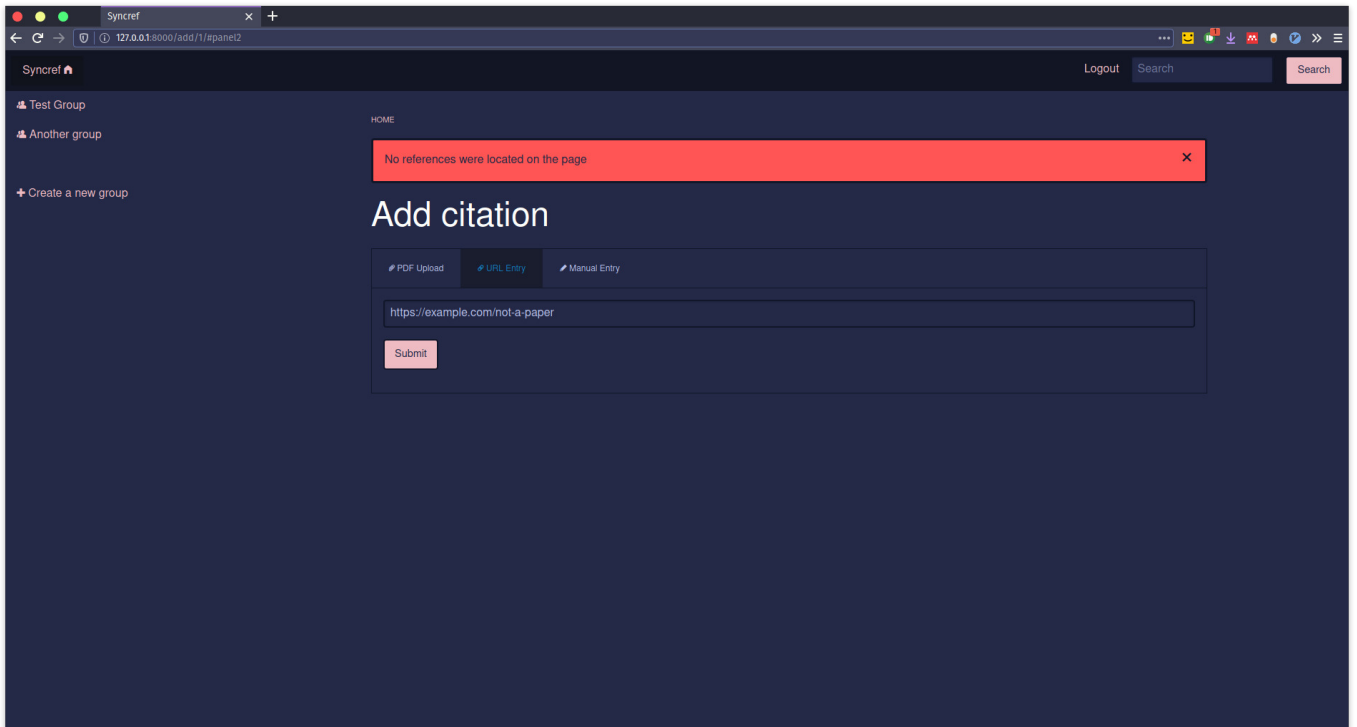 Syncref
127.0.0.1:8000/add/1/#panel2
1
Syncref
Logout
Search
Search
Test Group
Another group
Create a new group
HOME
No references were located on the page
Add citation
PDF Upload
URL Entry
Manual Entry
https://example.com/not-a-paper
Submit